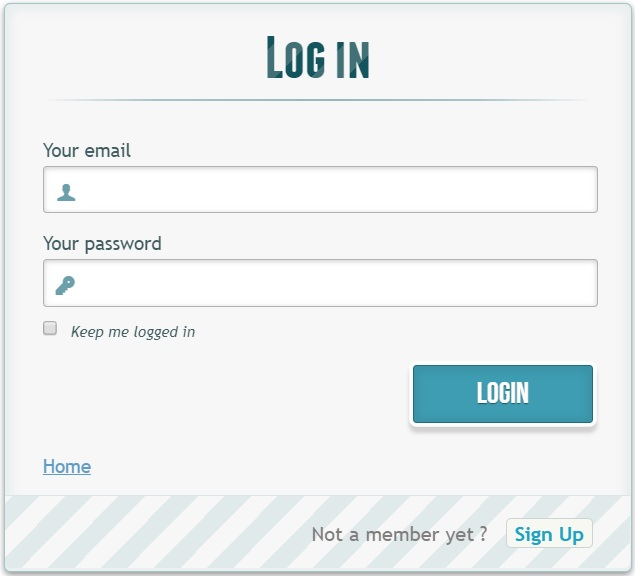 Log in
Your email
Your password
Keep me logged in
LOGIN
Home
Not a member yet ? Sign Up